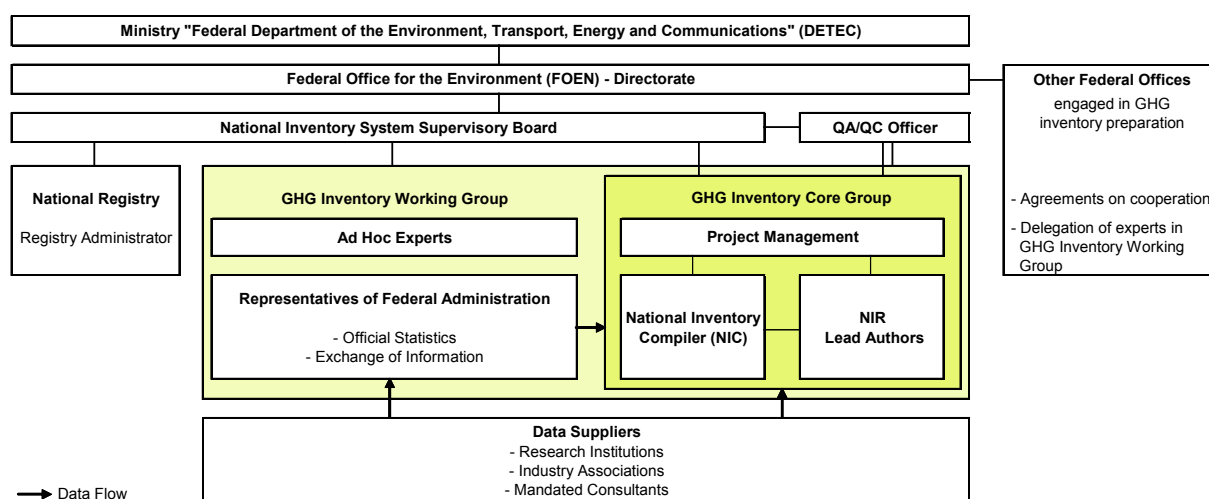 Ministry "Federal Department of the Environment, Transport, Energy and Communications" (DETEC)
Federal Office for the Environment (FOEN) - Directorate
Other Federal Offices
engaged in GHG
inventory preparation
- Agreements on cooperation
- Delegation of experts in
GHG Inventory Working
Group
National Inventory System Supervisory Board
QA/QC Officer
National Registry
Registry Administrator
GHG Inventory Working Group
Ad Hoc Experts
Representatives of Federal Administration
- Official Statistics
- Exchange of Information
GHG Inventory Core Group
Project Management
National Inventory
Compiler (NIC)
NIR
Lead Authors
Data Suppliers
- Research Institutions
- Industry Associations
- Mandated Consultants
Data Flow